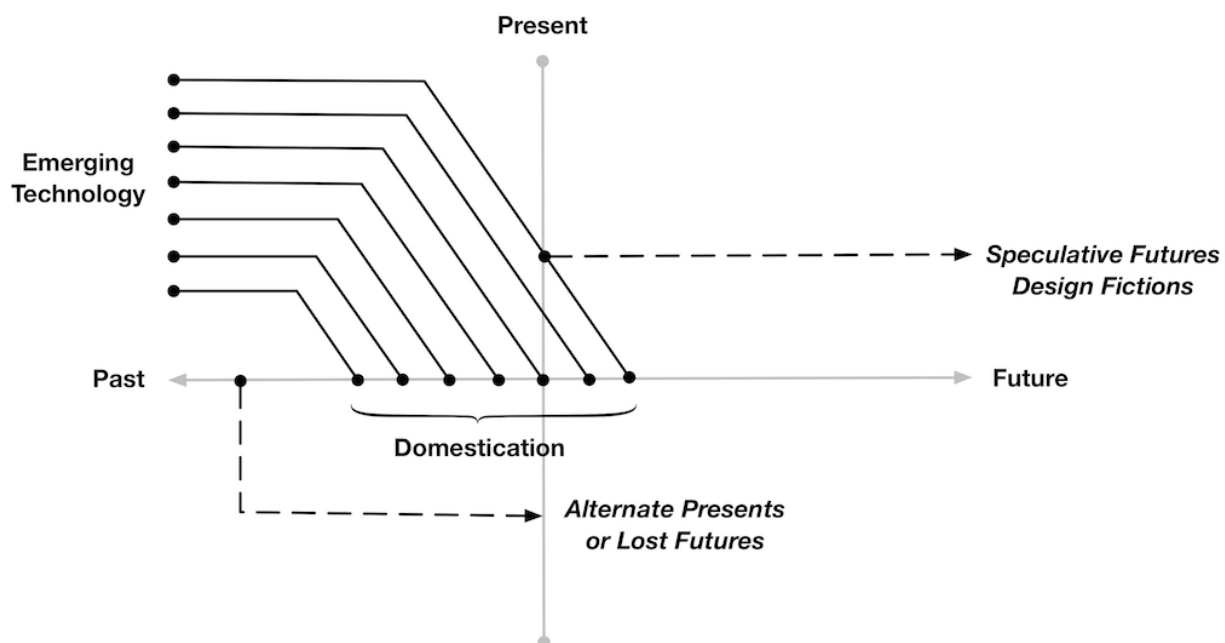 Present
Emerging
Technology
Speculative Futures
Design Fictions
Past
Future
Domestication
Alternate Presents
or Lost Futures